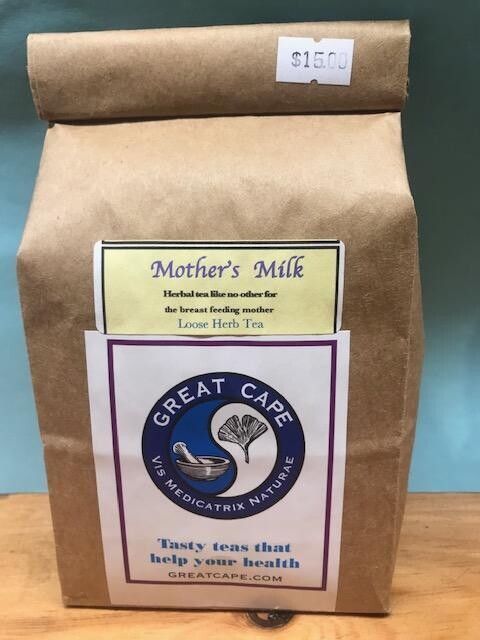 $15.00
Mother's Milk
Herbal tea like no other for
the breast feeding mother
Loose Herb Tea
GREAT CAPE
VIS MEDICATRIX NATURAE
Tasty teas that
help your health
GREATCAPE.COM